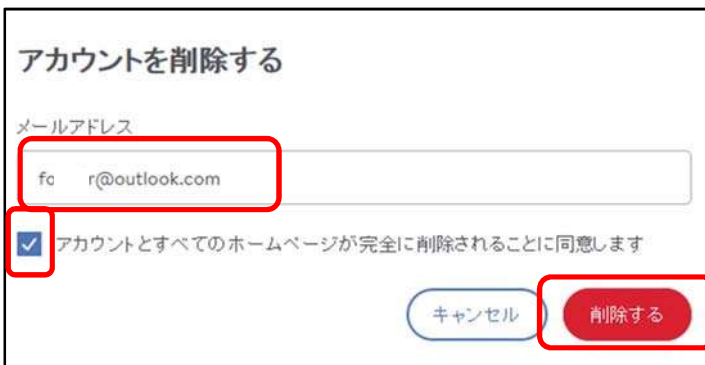 アカウントを削除する
メールアドレス
fo r@outlook.com
アカウントとすべてのホームページが完全に削除されることに同意します
キャンセル 削除する